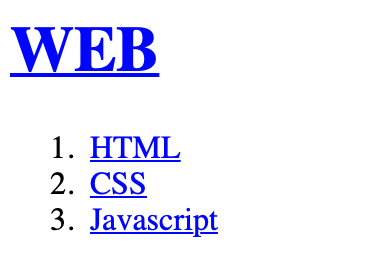 WEB
1. HTML
2. CSS
3. Javascript